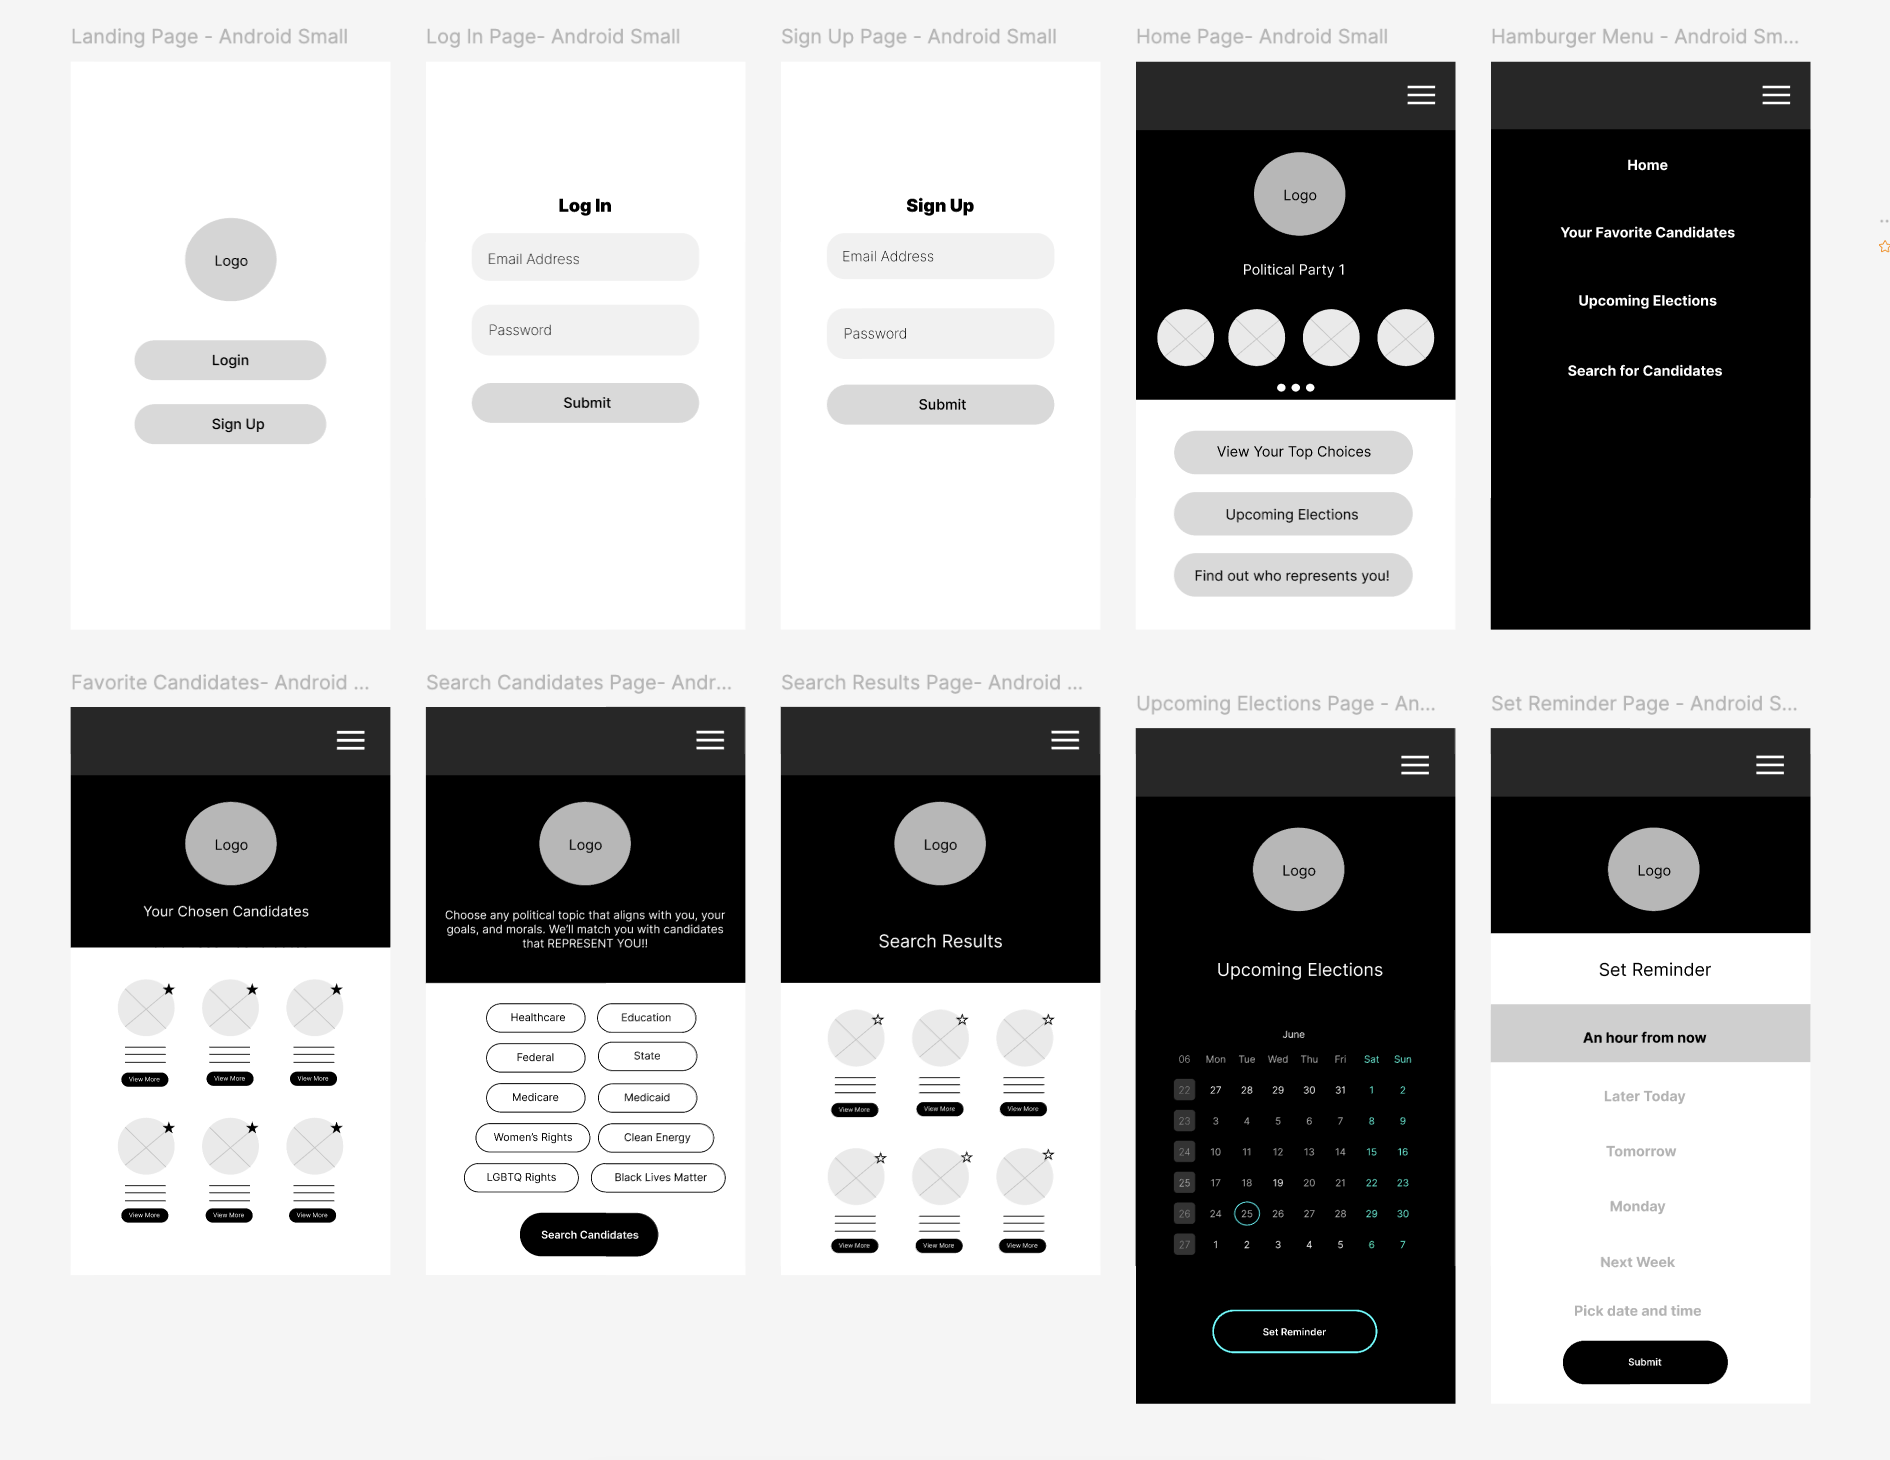 Landing Page - Android Small
Logo
Login
Sign Up
Log In Page- Android Small
Log In
Email Address
Password
Submit
Sign Up Page - Android Small
Sign Up
Email Address
Password
Submit
Home Page- Android Small
Logo
Political Party 1
View Your Top Choices
Upcoming Elections
Find out who represents you!
Hamburger Menu - Android Sm...
Home
Your Favorite Candidates
Upcoming Elections
Search for Candidates
Favorite Candidates- Android ...
Logo
Your Chosen Candidates
View More View More View More
View More View More View More
Search Candidates Page- Andr...
Logo
Choose any political topic that aligns with you, your
goals, and morals. We'll match you with candidates
that REPRESENT YOU!!
Healthcare Education
Federal State
Medicare Medicaid
Women's Rights Clean Energy
LGBTQ Rights Black Lives Matter
Search Candidates
Search Results Page- Android ...
Logo
Search Results
View More View More View More
View More View More View More
Upcoming Elections Page - An...
Logo
Upcoming Elections
June
06 Mon Tue Wed Thu Fri Sat Sun
22 27 28 29 30 31 1 2
23 3 4 5 6 7 8 9
24 10 11 12 13 14 15 16
25 17 18 19 20 21 22 23
26 24 25 26 27 28 29 30
27 1 2 3 4 5 6 7
Set Reminder
Set Reminder Page - Android S...
Logo
Set Reminder
An hour from now
Later Today
Tomorrow
Monday
Next Week
Pick date and time
Submit